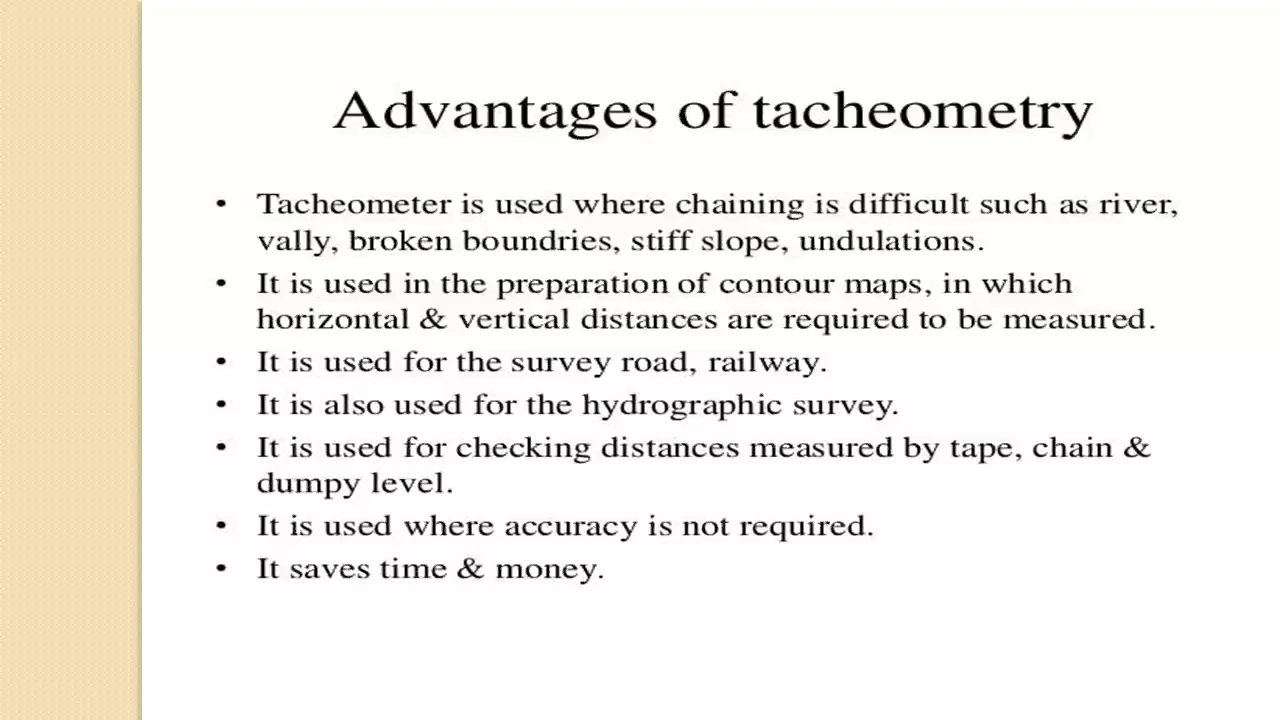 Advantages of tacheometry
• Tacheometer is used where chaining is difficult such as river,
vally, broken boundries, stiff slope, undulations.
• It is used in the preparation of contour maps, in which
horizontal & vertical distances are required to be measured.
• It is used for the survey road, railway.
• It is also used for the hydrographic survey.
• It is used for checking distances measured by tape, chain &
dumpy level.
• It is used where accuracy is not required.
• It saves time & money.